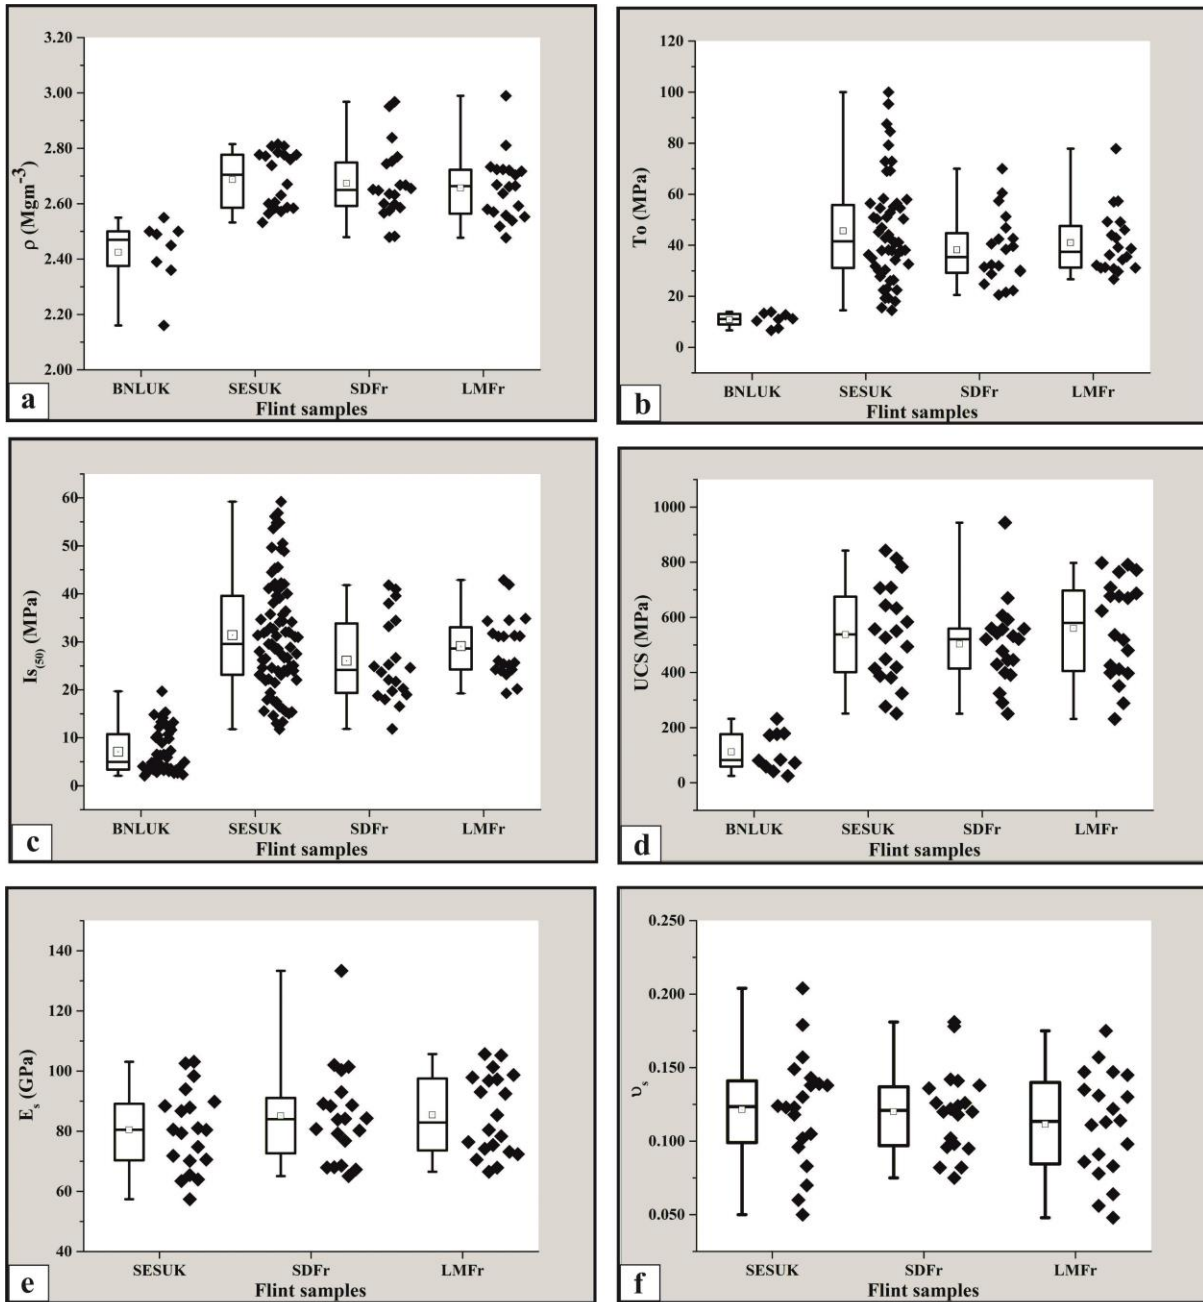 3.20
3.00
2.80
2.60
2.40
2.20
2.00
ρ (Mgm⁻³)
BNLUK SESUK SDFr LMFr
Flint samples
a
120
100
80
60
40
20
0
To (MPa)
BNLUK SESUK SDFr LMFr
Flint samples
b
60
50
40
30
20
10
0
Is(50) (MPa)
BNLUK SESUK SDFr LMFr
Flint samples
c
1000
800
600
400
200
0
UCS (MPa)
BNLUK SESUK SDFr LMFr
Flint samples
d
140
120
100
80
60
40
E_s (GPa)
SESUK SDFr LMFr
Flint samples
e
0.250
0.200
0.150
0.100
0.050
υ_s
SESUK SDFr LMFr
Flint samples
f